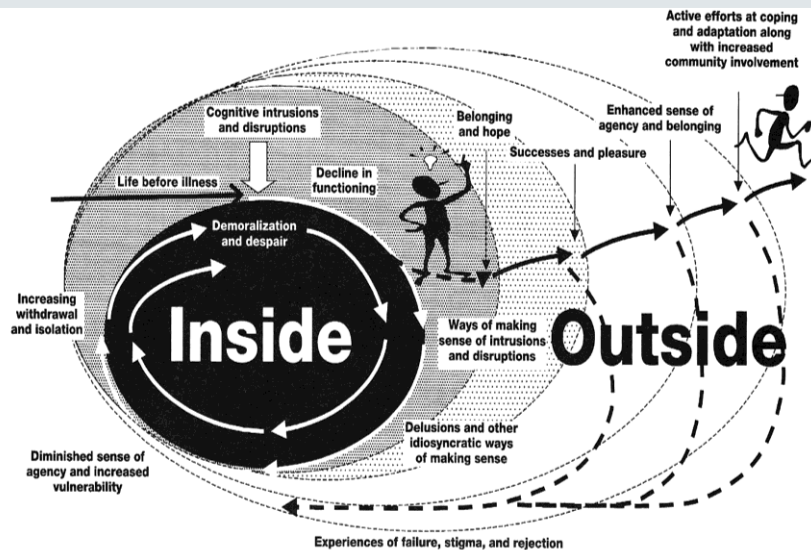 Active efforts at coping
and adaptation along
with increased
community involvement
Cognitive intrusions
and disruptions
Belonging
and hope
Enhanced sense of
agency and belonging
Successes and pleasure
Life before illness
Decline in
functioning
Demoralization
and despair
Increasing
withdrawal
and isolation
Inside
Ways of making
sense of intrusions
and disruptions
Outside
Delusions and other
idiosyncratic ways
of making sense
Diminished sense of
agency and increased
vulnerability
Experiences of failure, stigma, and rejection